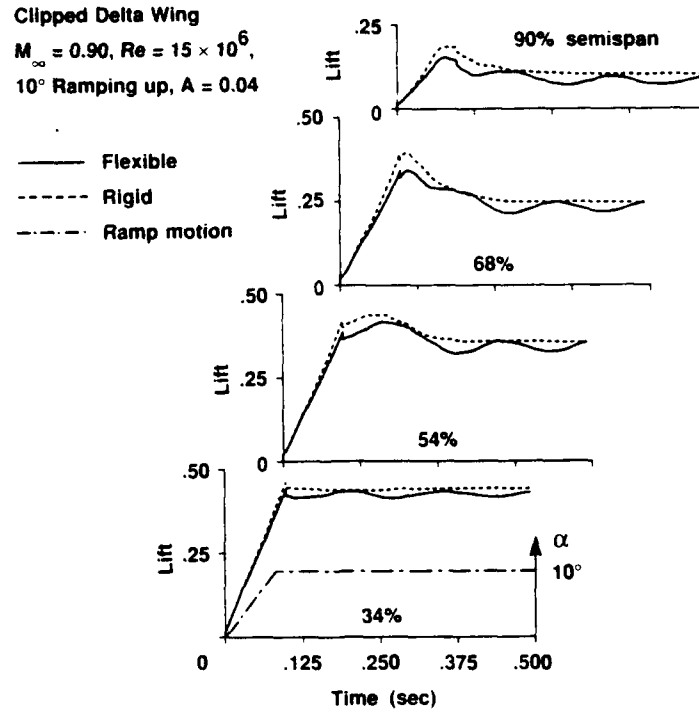 Clipped Delta Wing
M∞ = 0.90, Re = 15 × 10⁶,
10° Ramping up, A = 0.04
Flexible
Rigid
Ramp motion
0.25
Lift
0
90% semispan
.50
Lift
.25
0
68%
.50
Lift
.25
0
54%
.50
Lift
.25
α
10°
34%
0 .125 .250 .375 .500
Time (sec)